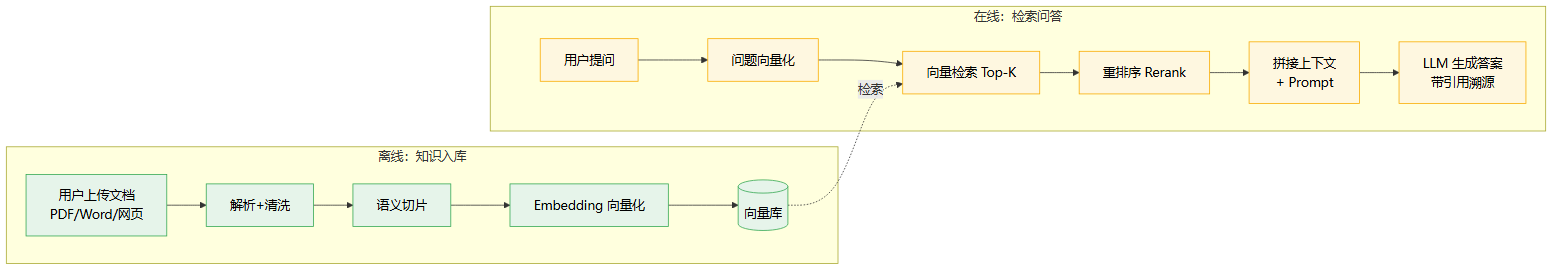 在线：检索问答
用户提问
问题向量化
向量检索 Top-K
重排序 Rerank
拼接上下文
+ Prompt
LLM 生成答案
带引用溯源
检索
离线：知识入库
用户上传文档
PDF/Word/网页
解析+清洗
语义切片
Embedding 向量化
向量库